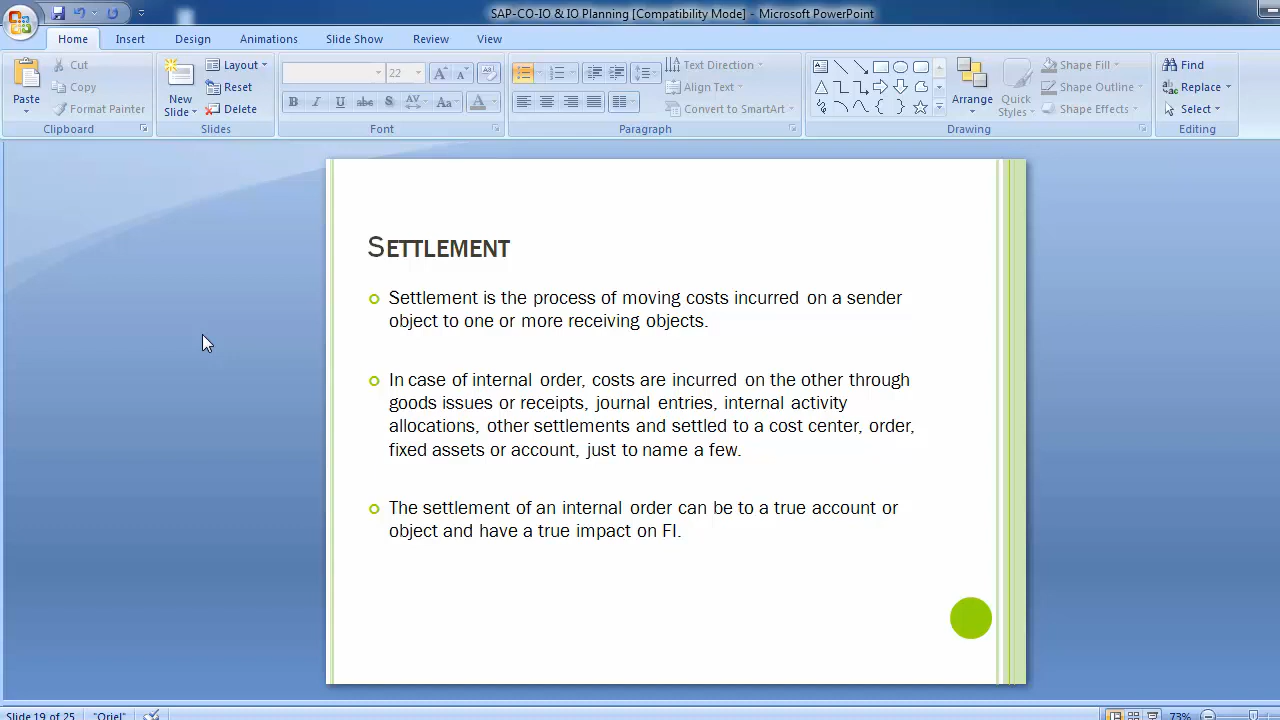 SAP-CO-IO & IO Planning [Compatibility Mode] - Microsoft PowerPoint
Home Insert Design Animations Slide Show Review View
Paste
Cut
Copy
Format Painter
Clipboard
New
Slide
Layout
Reset
Delete
Slides
22
B I U abc S AV Aa A
Font
Text Direction
Align Text
Convert to SmartArt
Paragraph
Arrange
Quick
Styles
Shape Fill
Shape Outline
Shape Effects
Drawing
Find
Replace
Select
Editing
SETTLEMENT
Settlement is the process of moving costs incurred on a sender
object to one or more receiving objects.
In case of internal order, costs are incurred on the other through
goods issues or receipts, journal entries, internal activity
allocations, other settlements and settled to a cost center, order,
fixed assets or account, just to name a few.
The settlement of an internal order can be to a true account or
object and have a true impact on FI.
Slide 19 of 25 "Oriel" 73%